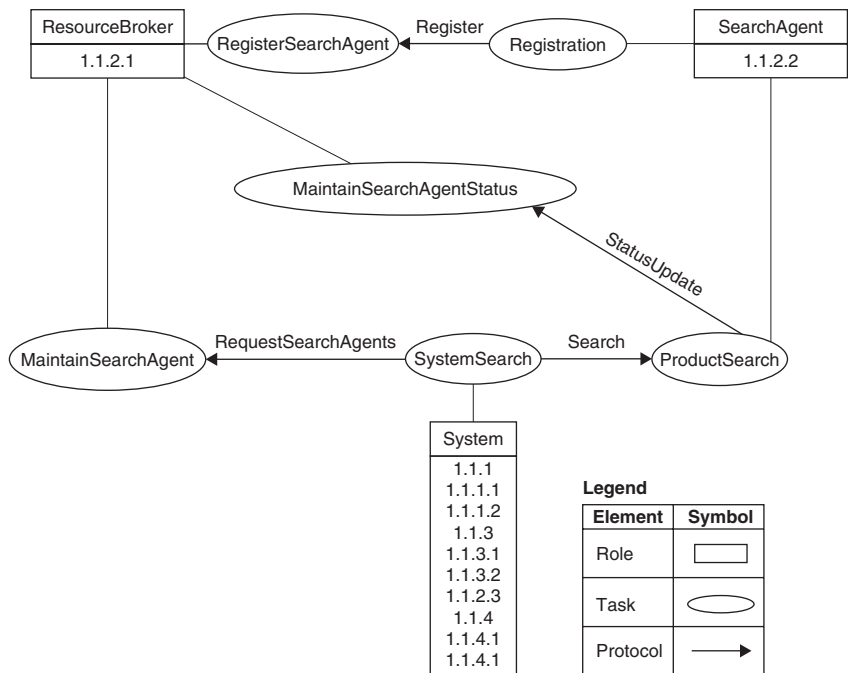 ResourceBroker
1.1.2.1
RegisterSearchAgent
Register
Registration
SearchAgent
1.1.2.2
MaintainSearchAgentStatus
StatusUpdate
MaintainSearchAgent
RequestSearchAgents
SystemSearch
Search
ProductSearch
System
1.1.1
1.1.1.1
1.1.1.2
1.1.3
1.1.3.1
1.1.3.2
1.1.2.3
1.1.4
1.1.4.1
1.1.4.1
Legend
Element Symbol
Role
Task
Protocol